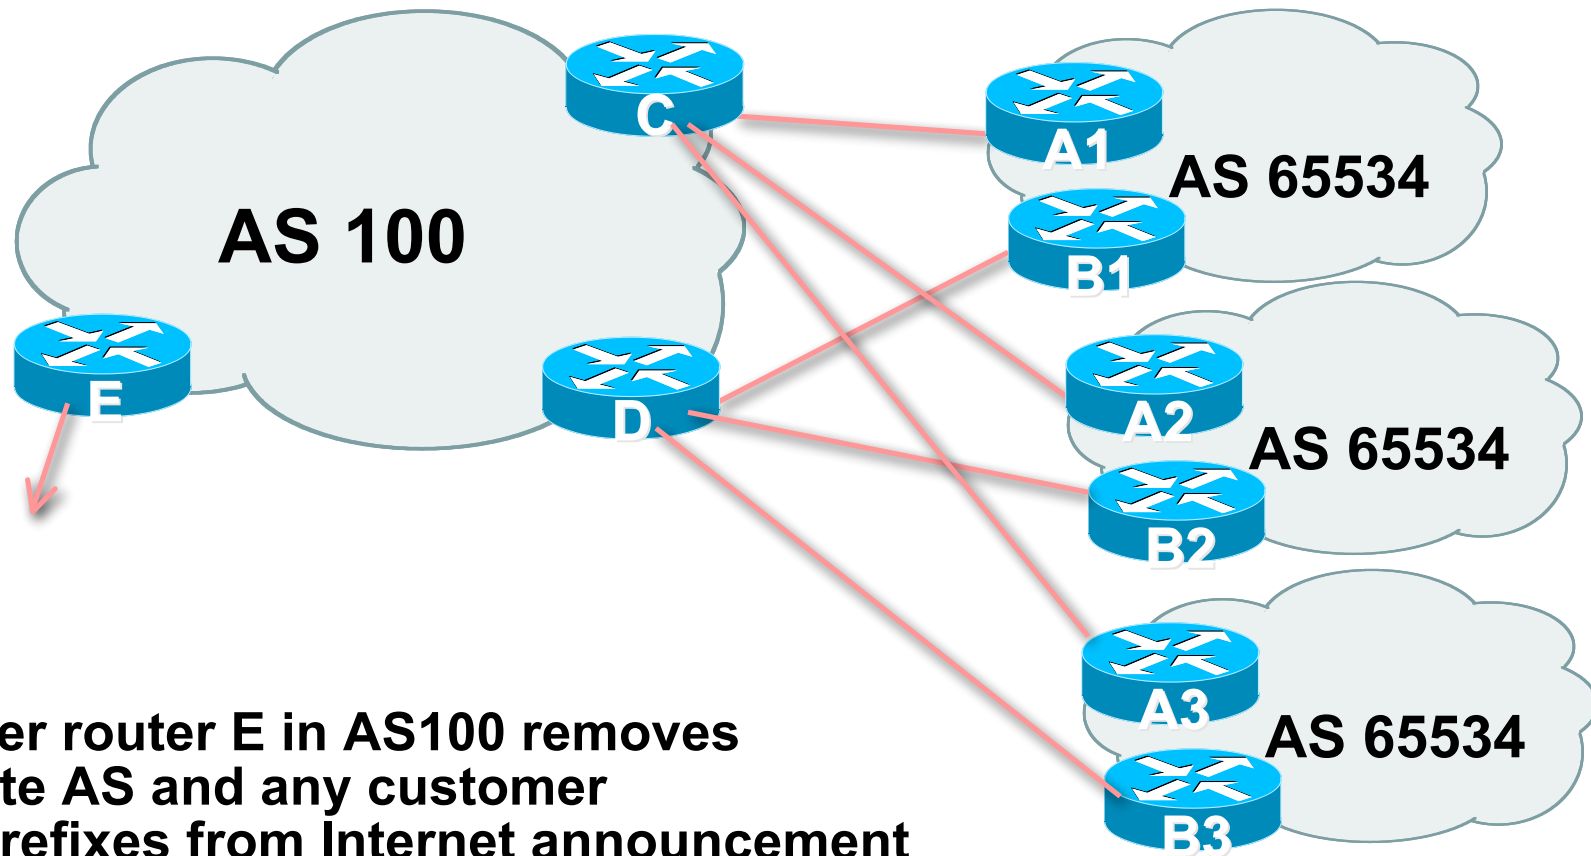 C
A1
AS 65534
AS 100
B1
E
D
A2
AS 65534
B2
A3
AS 65534
B3
er router E in AS100 removes
te AS and any customer
refixes from Internet announcement